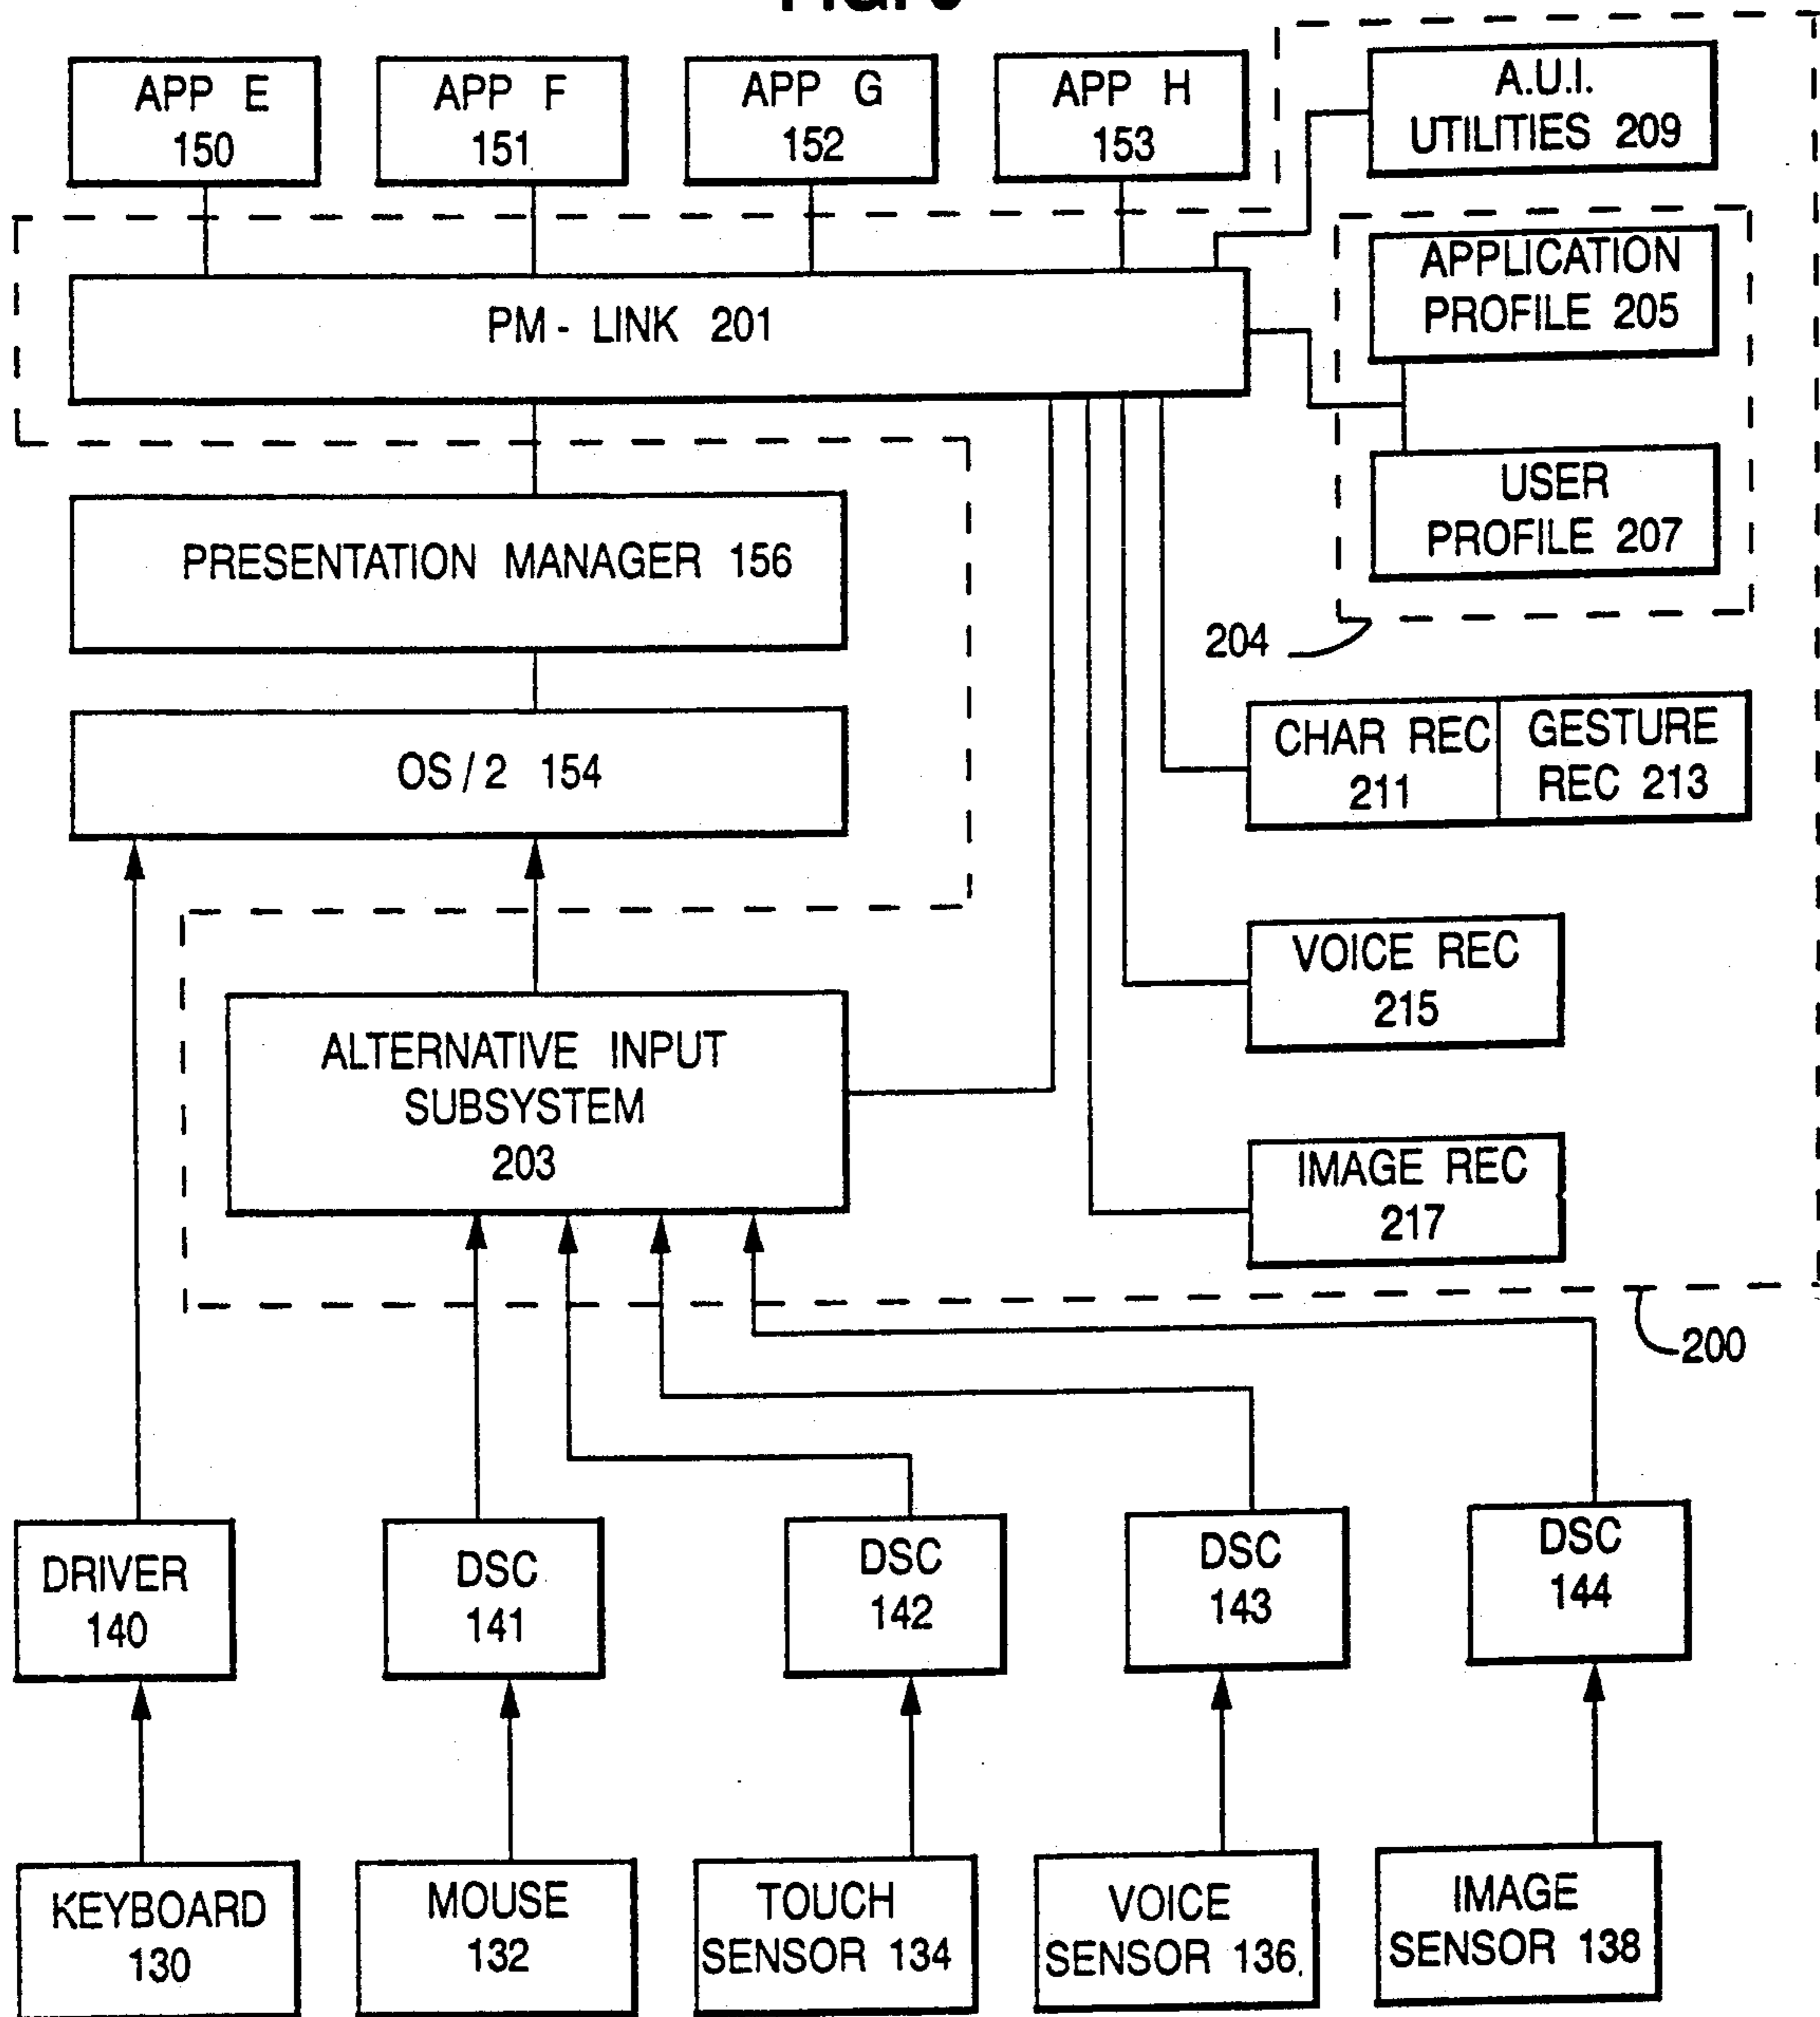 APP E
150
APP F
151
APP G
152
APP H
153
A.U.I.
UTILITIES 209
PM - LINK 201
APPLICATION
PROFILE 205
USER
PROFILE 207
204
PRESENTATION MANAGER 156
OS/2 154
CHAR REC
211
GESTURE
REC 213
VOICE REC
215
ALTERNATIVE INPUT
SUBSYSTEM
203
IMAGE REC
217
200
DRIVER
140
DSC
141
DSC
142
DSC
143
DSC
144
KEYBOARD
130
MOUSE
132
TOUCH
SENSOR 134
VOICE
SENSOR 136
IMAGE
SENSOR 138